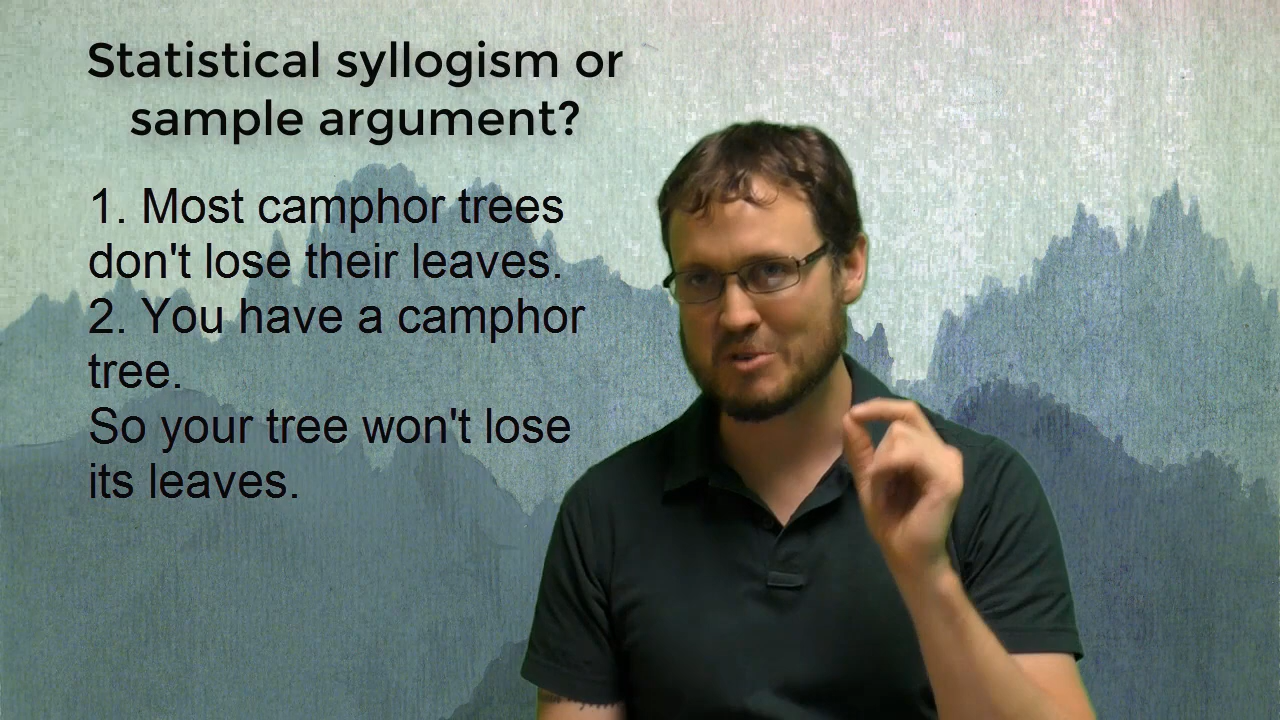 Statistical syllogism or
sample argument?
1. Most camphor trees
don't lose their leaves.
2. You have a camphor
tree.
So your tree won't lose
its leaves.